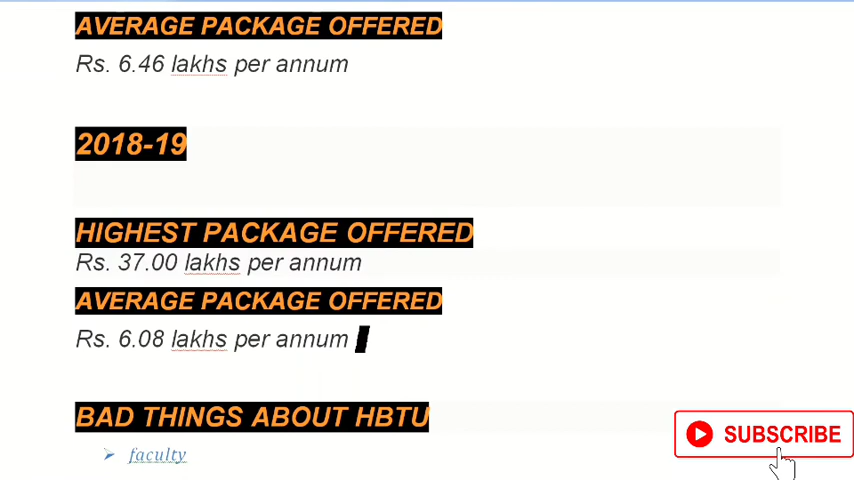 AVERAGE PACKAGE OFFERED
Rs. 6.46 lakhs per annum
2018-19
HIGHEST PACKAGE OFFERED
Rs. 37.00 lakhs per annum
AVERAGE PACKAGE OFFERED
Rs. 6.08 lakhs per annum
BAD THINGS ABOUT HBTU
faculty
SUBSCRIBE